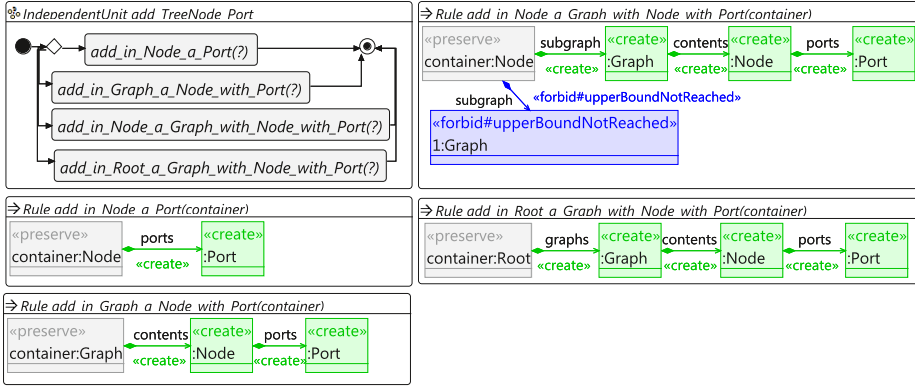 IndependentUnit add_TreeNode_Port
add_in_Node_a_Port(?)
add_in_Graph_a_Node_with_Port(?)
add_in_Node_a_Graph_with_Node_with_Port(?)
add_in_Root_a_Graph_with_Node_with_Port(?)
Rule add_in_Node_a_Graph_with_Node_with_Port(container)
«preserve»
container:Node
subgraph
«create»
«create»
:Graph
contents
«create»
«create»
:Node
ports
«create»
«create»
:Port
subgraph
«forbid#upperBoundNotReached»
«forbid#upperBoundNotReached»
1:Graph
Rule add_in_Node_a_Port(container)
«preserve»
container:Node
ports
«create»
«create»
:Port
Rule add_in_Root_a_Graph_with_Node_with_Port(container)
«preserve»
container:Root
graphs
«create»
«create»
:Graph
contents
«create»
«create»
:Node
ports
«create»
«create»
:Port
Rule add_in_Graph_a_Node_with_Port(container)
«preserve»
container:Graph
contents
«create»
«create»
:Node
ports
«create»
«create»
:Port